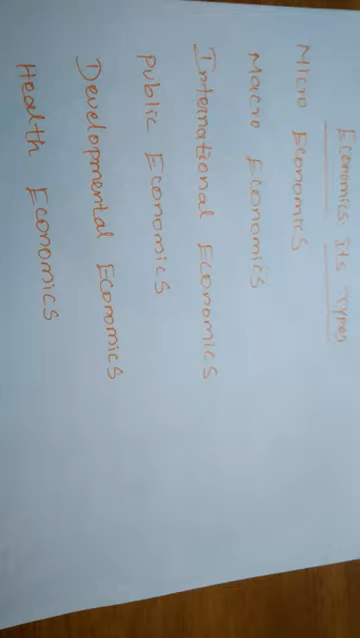 Economics: Its Types
Micro Economics
Macro Economics
International Economics
Public Economics
Developmental Economics
Health Economics